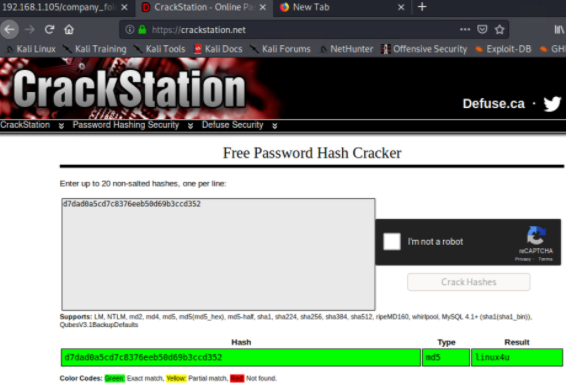 192.168.1.105/company_fol
CrackStation - Online Pas
New Tab
https://crackstation.net
Kali Linux Kali Training Kali Tools Kali Docs Kali Forums NetHunter Offensive Security Exploit-DB GH
CrackStation
Defuse.ca ·
CrackStation Password Hashing Security Defuse Security
Free Password Hash Cracker
Enter up to 20 non-salted hashes, one per line:
d7dad0a5cd7c8376eeb50d69b3ccd352
I'm not a robot
reCAPTCHA
Privacy - Terms
Crack Hashes
Supports: LM, NTLM, md2, md4, md5, md5(md5_hex), md5-half, sha1, sha224, sha256, sha384, sha512, ripeMD160, whirlpool, MySQL 4.1+ (sha1(sha1_bin)),
QubesV3.1BackupDefaults
Hash Type Result
d7dad0a5cd7c8376eeb50d69b3ccd352 md5 linux4u
Color Codes: Green: Exact match, Yellow: Partial match, Red: Not found.